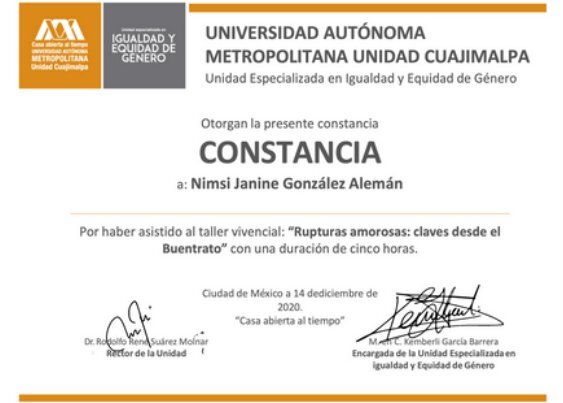 Casa abierta al tiempo
UNIVERSIDAD AUTÓNOMA
METROPOLITANA
Unidad Cuajimalpa
Unidad especializada en
IGUALDAD Y
EQUIDAD DE
GÉNERO
UNIVERSIDAD AUTÓNOMA
METROPOLITANA UNIDAD CUAJIMALPA
Unidad Especializada en Igualdad y Equidad de Género
Otorgan la presente constancia
CONSTANCIA
a: Nimsi Janine González Alemán
Por haber asistido al taller vivencial: “Rupturas amorosas: claves desde el
Buentrato” con una duración de cinco horas.
Ciudad de México a 14 dediciembre de
2020.
“Casa abierta al tiempo”
Dr. Rodolfo René Suárez Molnar
Rector de la Unidad
M. en C. Kemberli García Barrera
Encargada de la Unidad Especializada en
igualdad y Equidad de Género